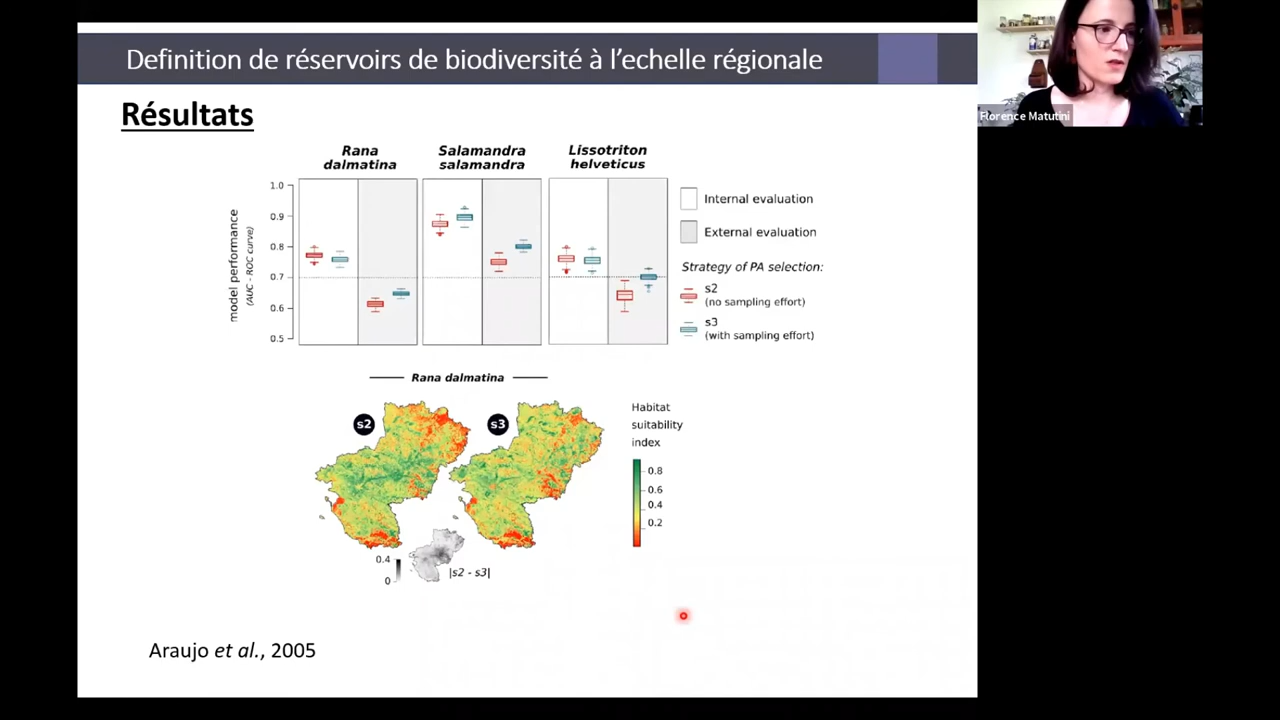 Definition de réservoirs de biodiversité à l'echelle régionale
Florence Matutini
Résultats
Rana
dalmatina
Salamandra
salamandra
Lissotriton
helveticus
model performance
(AUC - ROC curve)
1.0
0.9
0.8
0.7
0.6
0.5
Internal evaluation
External evaluation
Strategy of PA selection:
s2
(no sampling effort)
s3
(with sampling effort)
Rana dalmatina
s2
s3
Habitat
suitability
index
0.8
0.6
0.4
0.2
0.4
0
|s2 - s3|
Araujo et al., 2005